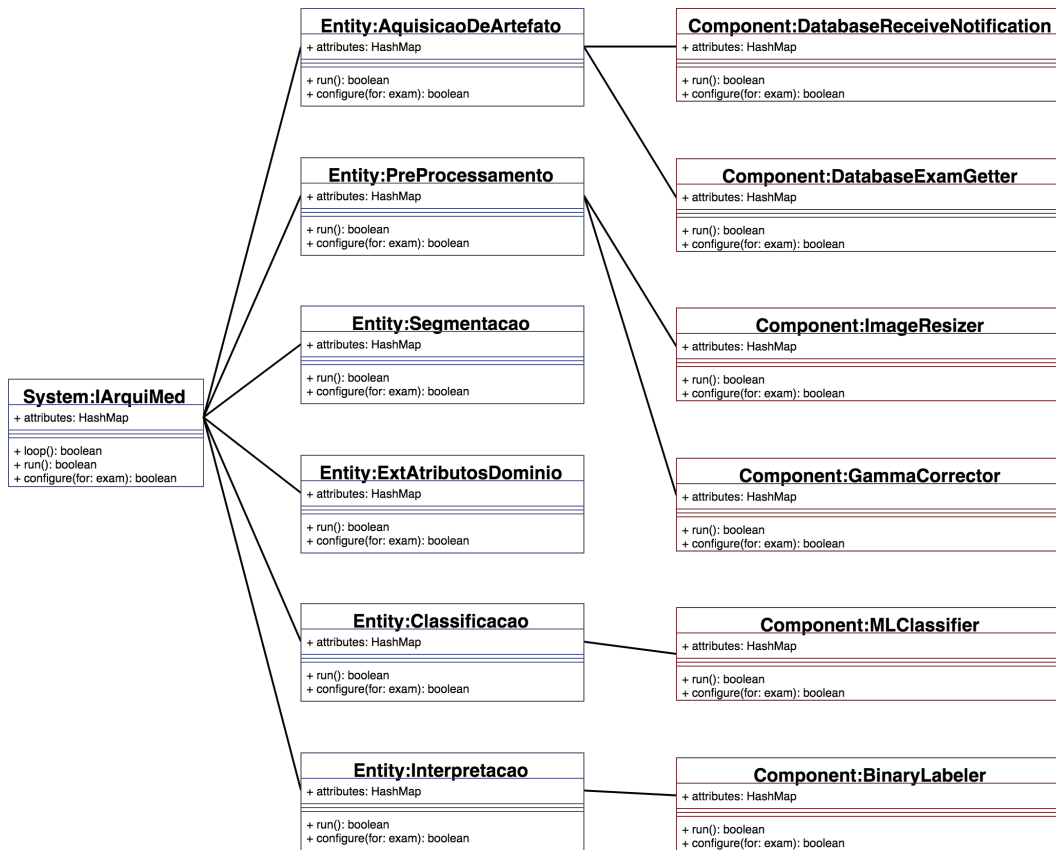 System:IArquiMed
+ attributes: HashMap
+ loop(): boolean
+ run(): boolean
+ configure(for: exam): boolean
Entity:AquisicaoDeArtefato
+ attributes: HashMap
+ run(): boolean
+ configure(for: exam): boolean
Entity:PreProcessamento
+ attributes: HashMap
+ run(): boolean
+ configure(for: exam): boolean
Entity:Segmentacao
+ attributes: HashMap
+ run(): boolean
+ configure(for: exam): boolean
Entity:ExtAtributosDominio
+ attributes: HashMap
+ run(): boolean
+ configure(for: exam): boolean
Entity:Classificacao
+ attributes: HashMap
+ run(): boolean
+ configure(for: exam): boolean
Entity:Interpretacao
+ attributes: HashMap
+ run(): boolean
+ configure(for: exam): boolean
Component:DatabaseReceiveNotification
+ attributes: HashMap
+ run(): boolean
+ configure(for: exam): boolean
Component:DatabaseExamGetter
+ attributes: HashMap
+ run(): boolean
+ configure(for: exam): boolean
Component:ImageResizer
+ attributes: HashMap
+ run(): boolean
+ configure(for: exam): boolean
Component:GammaCorrector
+ attributes: HashMap
+ run(): boolean
+ configure(for: exam): boolean
Component:MLClassifier
+ attributes: HashMap
+ run(): boolean
+ configure(for: exam): boolean
Component:BinaryLabeler
+ attributes: HashMap
+ run(): boolean
+ configure(for: exam): boolean